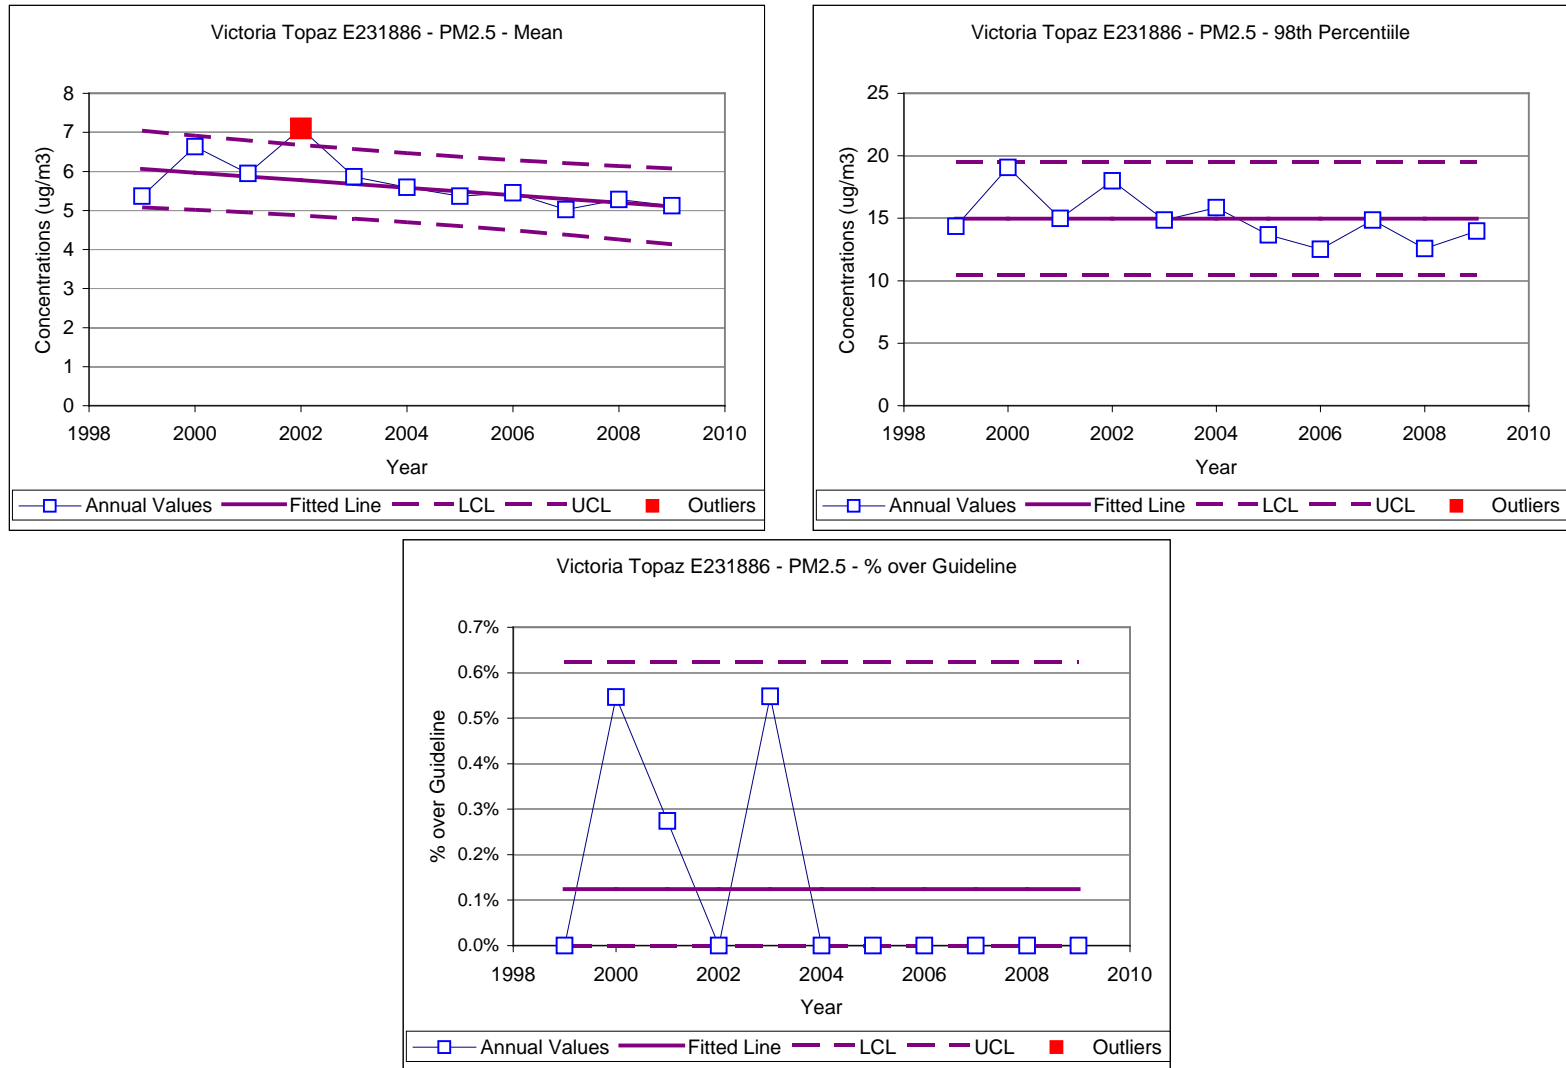 Victoria Topaz E231886 - PM2.5 - Mean
8
7
6
5
4
3
2
1
0
Concentrations (ug/m3)
1998 2000 2002 2004 2006 2008 2010
Year
Annual Values Fitted Line LCL UCL Outliers
Victoria Topaz E231886 - PM2.5 - 98th Percentiile
25
20
15
10
5
0
Concentrations (ug/m3)
1998 2000 2002 2004 2006 2008 2010
Year
Annual Values Fitted Line LCL UCL Outliers
Victoria Topaz E231886 - PM2.5 - % over Guideline
0.7%
0.6%
0.5%
0.4%
0.3%
0.2%
0.1%
0.0%
% over Guideline
1998 2000 2002 2004 2006 2008 2010
Year
Annual Values Fitted Line LCL UCL Outliers